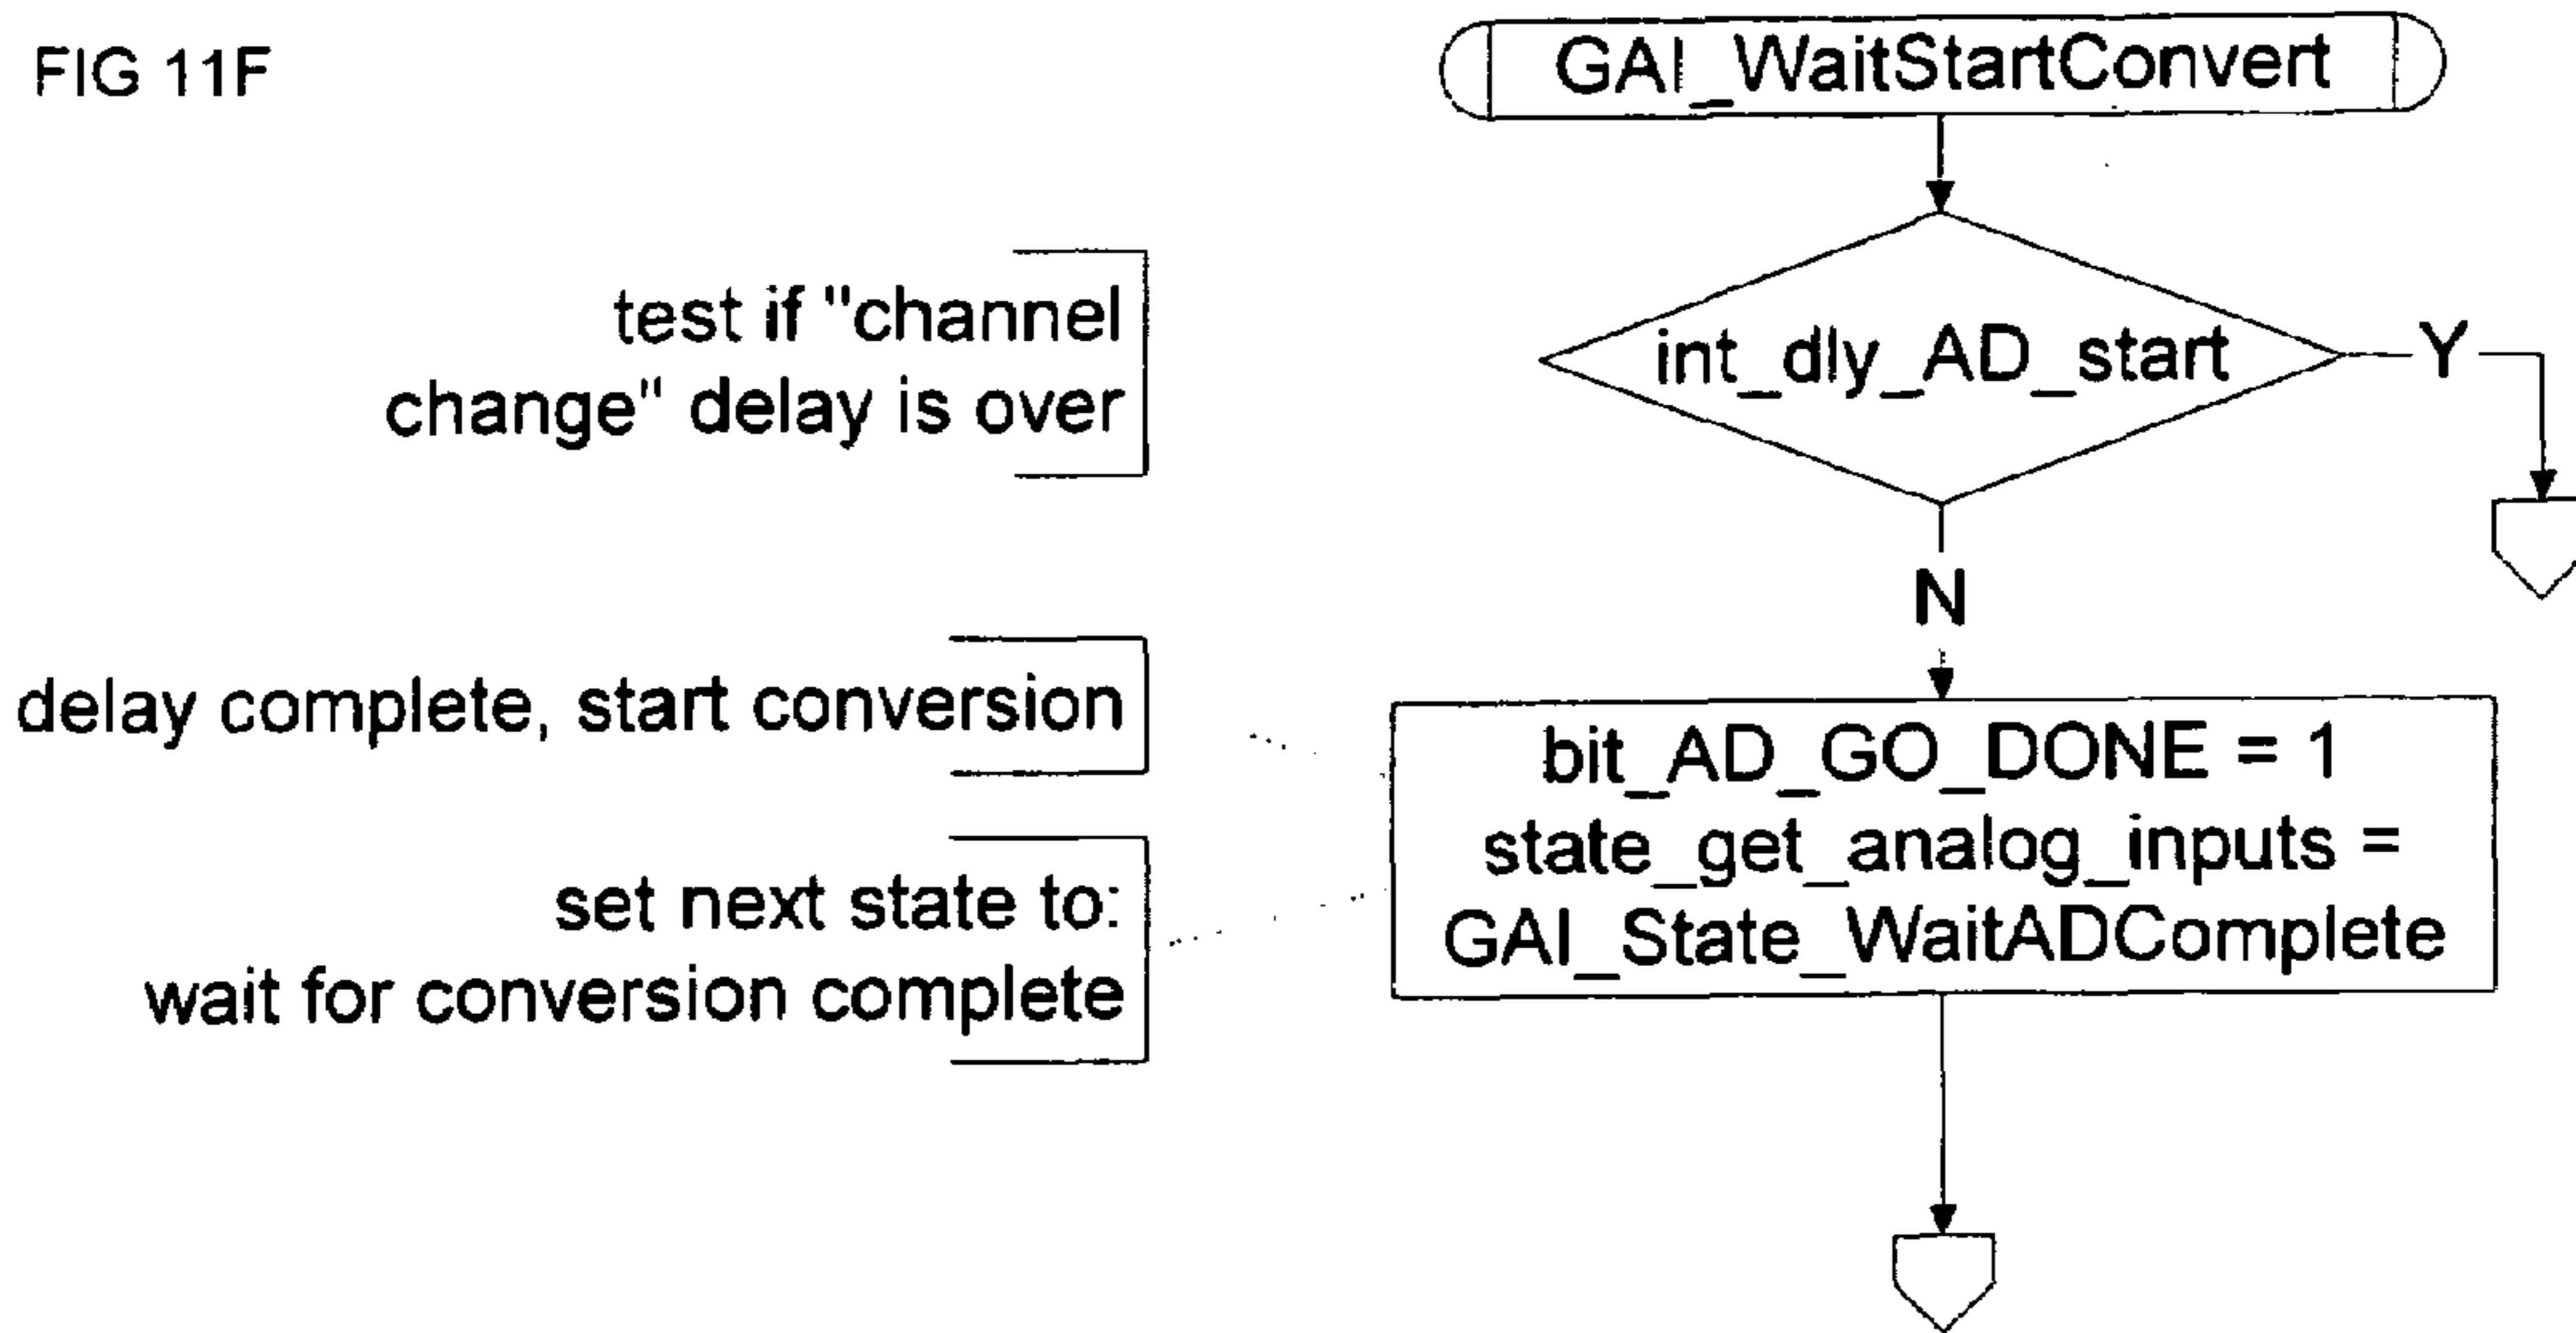 FIG 11F
GAI_WaitStartConvert
test if "channel
change" delay is over
int_dly_AD_start
Y
N
delay complete, start conversion
bit_AD_GO_DONE = 1
state_get_analog_inputs =
GAI_State_WaitADComplete
set next state to:
wait for conversion complete